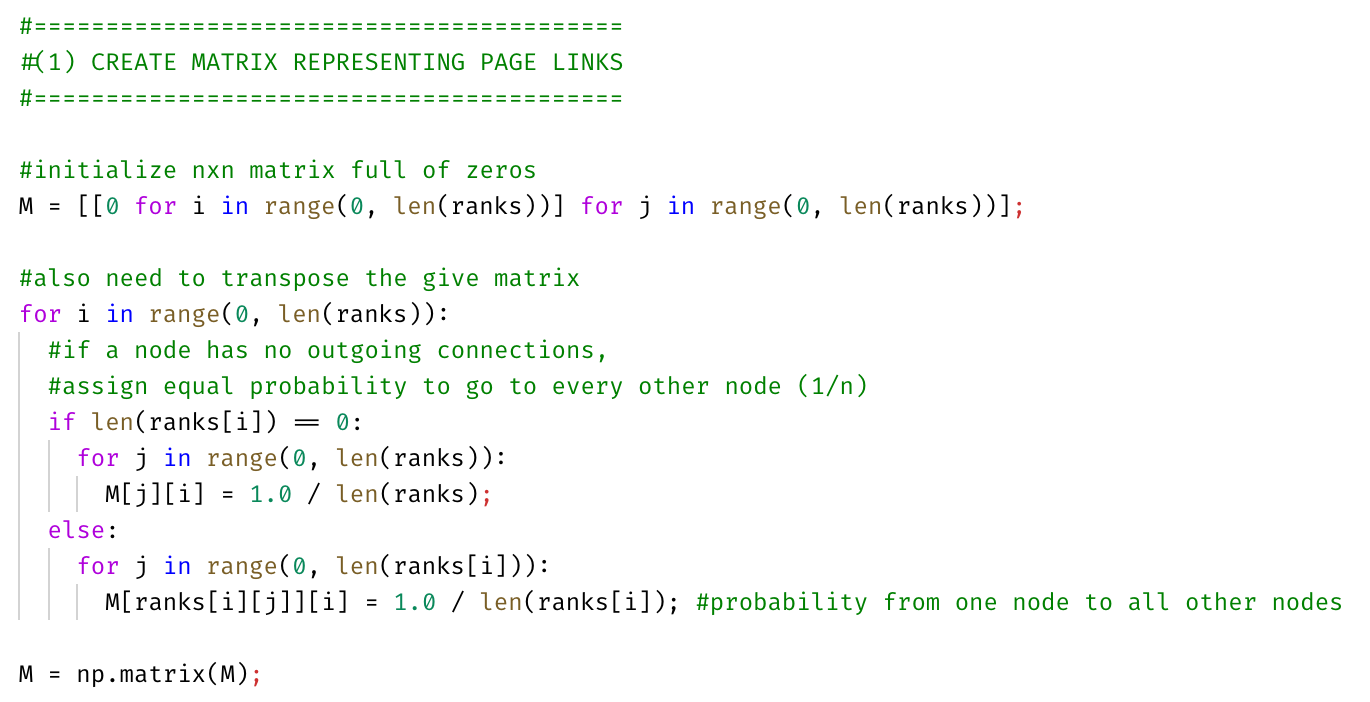 #=========================================
#(1) CREATE MATRIX REPRESENTING PAGE LINKS
#=========================================
#initialize nxn matrix full of zeros
M = [[0 for i in range(0, len(ranks))] for j in range(0, len(ranks))];
#also need to transpose the give matrix
for i in range(0, len(ranks)):
  #if a node has no outgoing connections,
  #assign equal probability to go to every other node (1/n)
  if len(ranks[i]) == 0:
    for j in range(0, len(ranks)):
      M[j][i] = 1.0 / len(ranks);
  else:
    for j in range(0, len(ranks[i])):
      M[ranks[i][j]][i] = 1.0 / len(ranks[i]); #probability from one node to all other nodes
M = np.matrix(M);